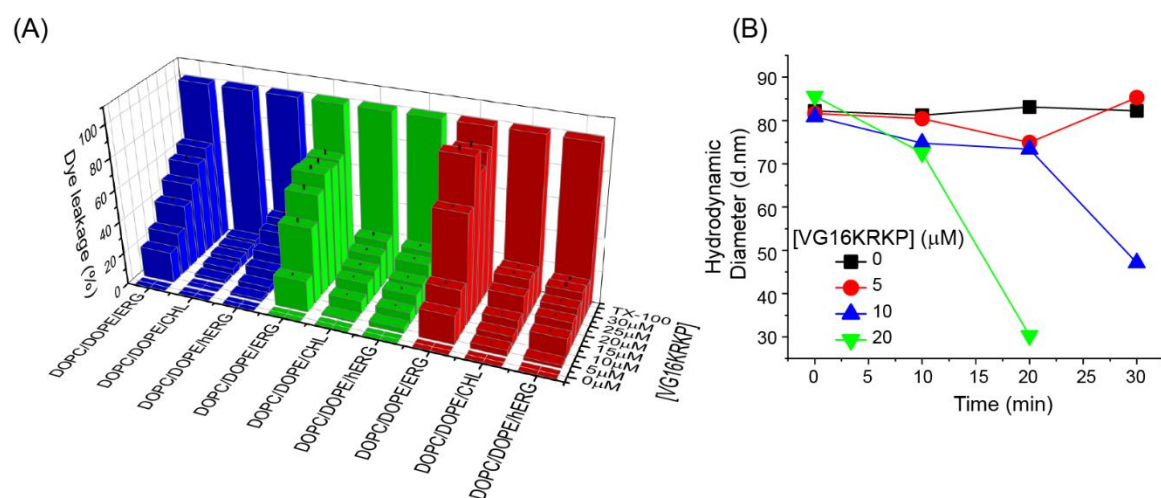 (A)
Dye leakage (%)
100
80
60
40
20
0
DOPC/DOPE/ERG
DOPC/DOPE/CHL
DOPC/DOPE/hERG
DOPC/DOPE/ERG
DOPC/DOPE/CHL
DOPC/DOPE/hERG
DOPC/DOPE/ERG
DOPC/DOPE/CHL
DOPC/DOPE/hERG
TX-100
30μM
25μM
20μM
15μM
10μM
5μM
0μM
[VG16KRKP]
(B)
Hydrodynamic
Diameter (d.nm)
90
80
70
60
50
40
30
[VG16KRKP] (μM)
0
5
10
20
0 5 10 15 20 25 30
Time (min)